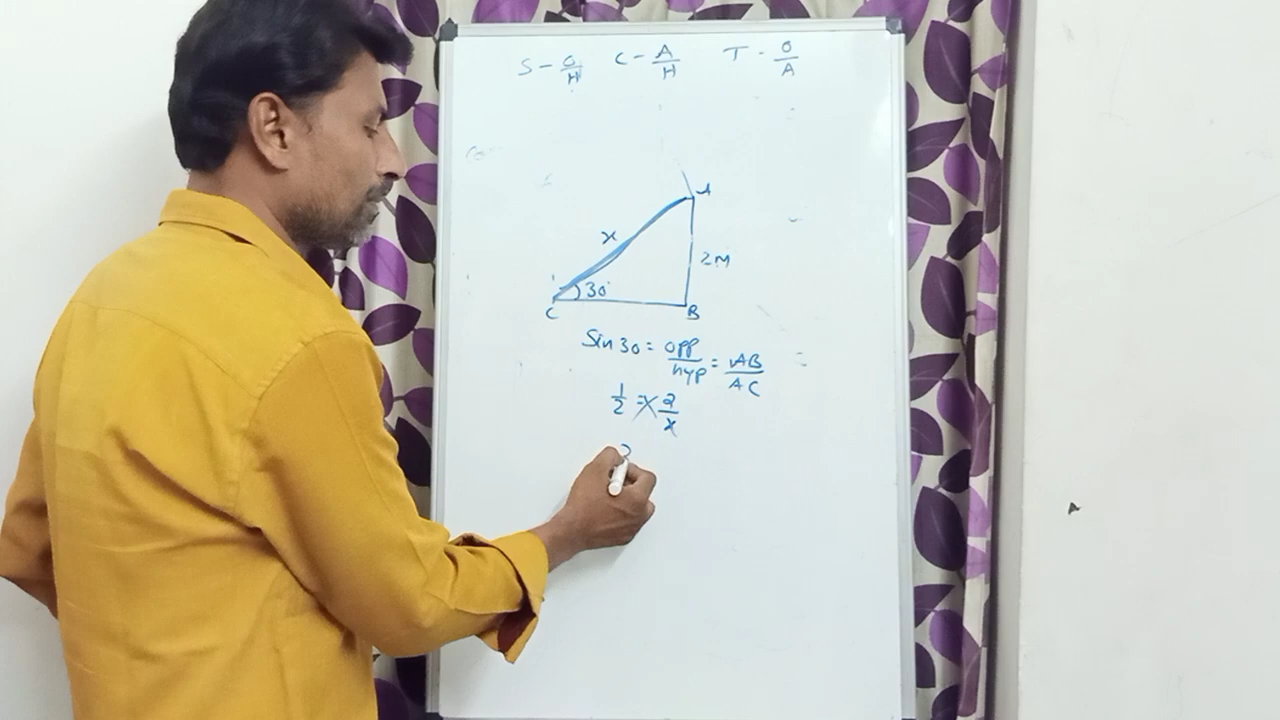 S - O/H C - A/H T - O/A
A
x
2M
30°
C B
Sin 30 = opp/hyp = AB/AC
1/2 = 2/x